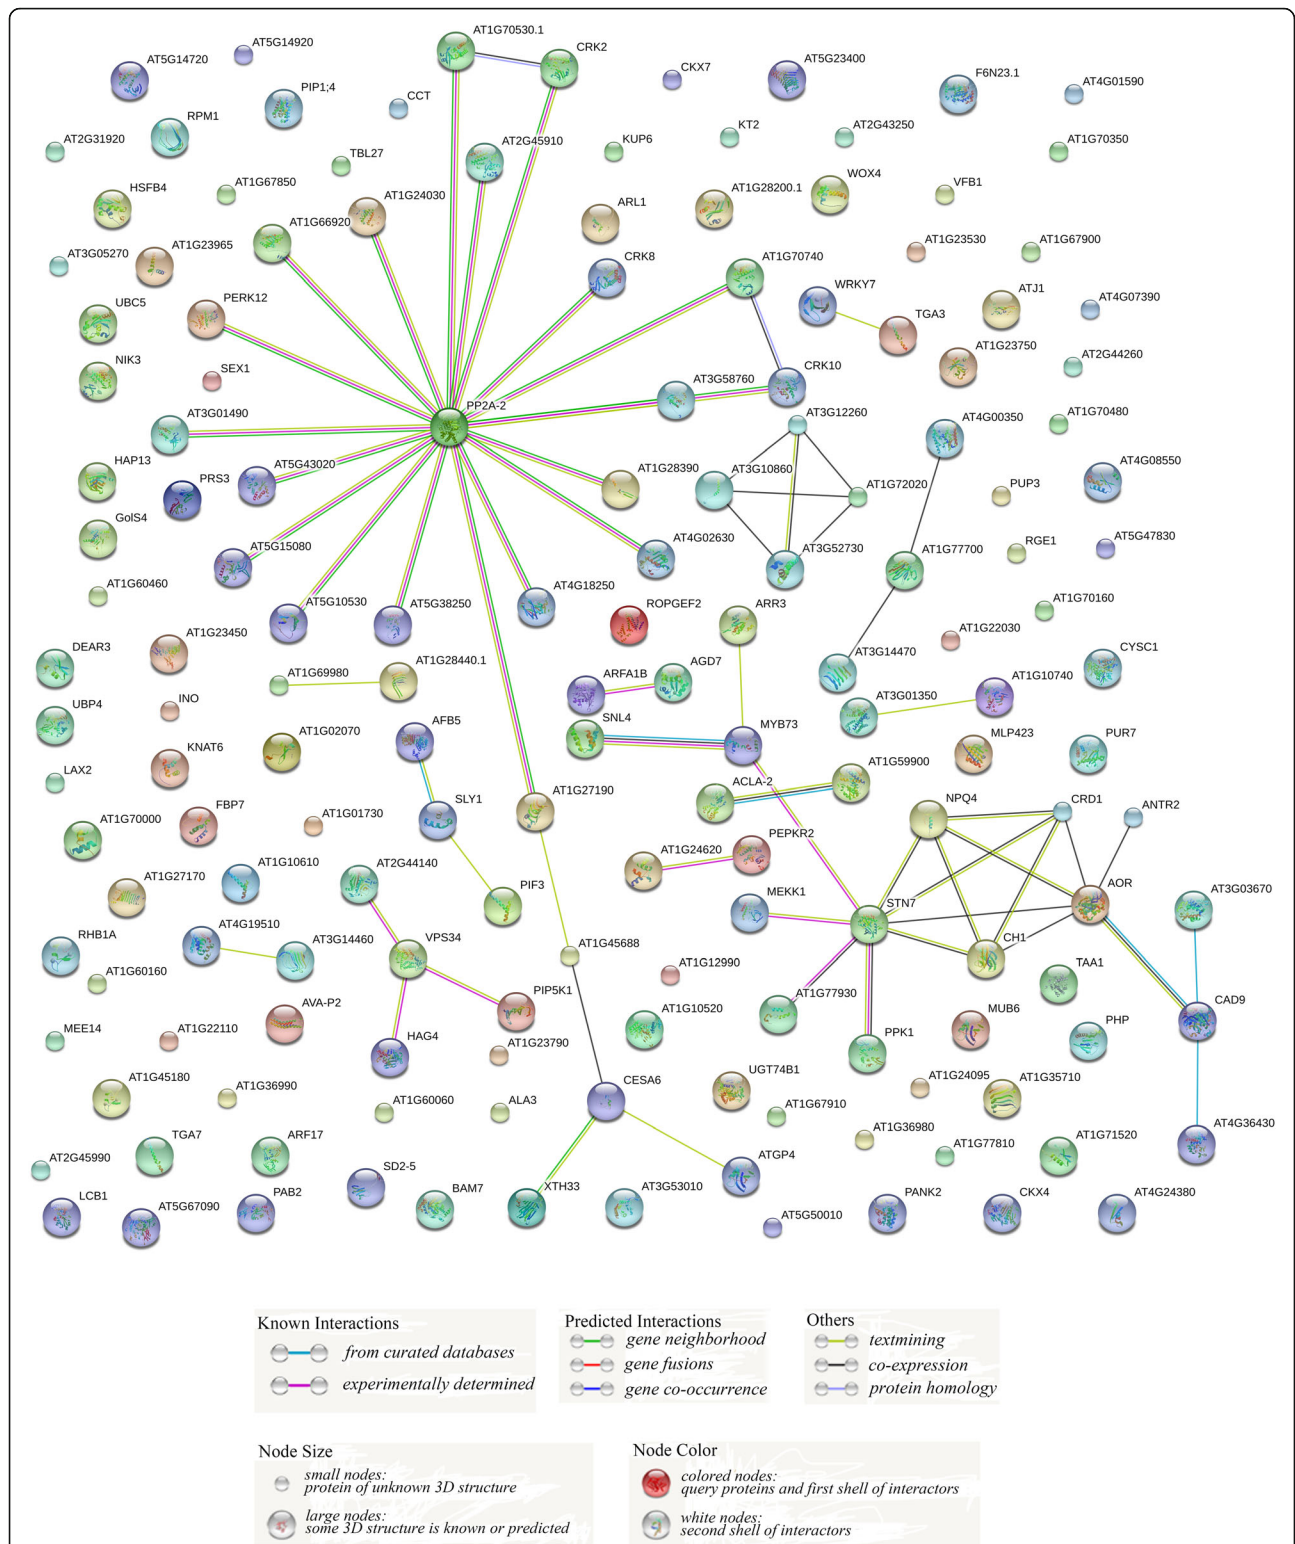 AT1G70530.1
AT5G14920
CRK2
AT5G14720
AT5G23400
CKX7
F6N23.1
AT4G01590
PIP1;4
CCT
RPM1
AT2G31920
AT2G45910
KUP6
KT2
AT2G43250
AT1G70350
TBL27
HSFB4
AT1G67850
AT1G24030
AT1G28200.1
WOX4
VFB1
ARL1
AT1G66920
AT1G23965
AT3G05270
AT1G23530
AT1G67900
CRK8
AT1G70740
WRKY7
ATJ1
AT4G07390
UBC5
PERK12
TGA3
AT1G23750
AT2G44260
NIK3
SEX1
AT3G58760
CRK10
PP2A-2
AT3G12260
AT3G01490
AT4G00350
AT1G70480
HAP13
PRS3
AT5G43020
AT1G28390
AT3G10860
AT1G72020
PUP3
AT4G08550
GolS4
AT5G15080
AT4G02630
AT3G52730
AT1G77700
RGE1
AT5G47830
AT1G60460
AT5G10530
AT5G38250
AT4G18250
ROPGEF2
ARR3
AT1G70160
AT1G23450
AT1G22030
DEAR3
AT1G28440.1
AT1G69980
ARFA1B
AGD7
AT3G14470
AT1G10740
CYSC1
UBP4
INO
AT3G01350
AFB5
SNL4
MYB73
AT1G02070
KNAT6
MLP423
PUR7
LAX2
AT1G59900
ACLA-2
SLY1
AT1G27190
NPQ4
CRD1
ANTR2
FBP7
AT1G01730
AT1G70000
PEPKR2
AT1G24620
AT1G10610
AT2G44140
AT1G27170
PIF3
MEKK1
STN7
AOR
AT3G03670
RHB1A
AT4G19510
AT3G14460
VPS34
AT1G45688
CH1
AT1G60160
AT1G12990
TAA1
AVA-P2
PIP5K1
AT1G10520
AT1G77930
MUB6
CAD9
MEE14
AT1G22110
HAG4
AT1G23790
PPK1
PHP
AT1G45180
AT1G36990
AT1G60060
ALA3
CESA6
UGT74B1
AT1G24095
AT1G35710
AT1G67910
AT1G36980
AT4G36430
AT2G45990
TGA7
ARF17
AT1G77810
AT1G71520
SD2-5
ATGP4
LCB1
AT5G67090
PAB2
BAM7
XTH33
AT3G53010
AT5G50010
PANK2
CKX4
AT4G24380
Known Interactions
from curated databases
experimentally determined
Predicted Interactions
gene neighborhood
gene fusions
gene co-occurrence
Others
textmining
co-expression
protein homology
Node Size
small nodes:
protein of unknown 3D structure
large nodes:
some 3D structure is known or predicted
Node Color
colored nodes:
query proteins and first shell of interactors
white nodes:
second shell of interactors